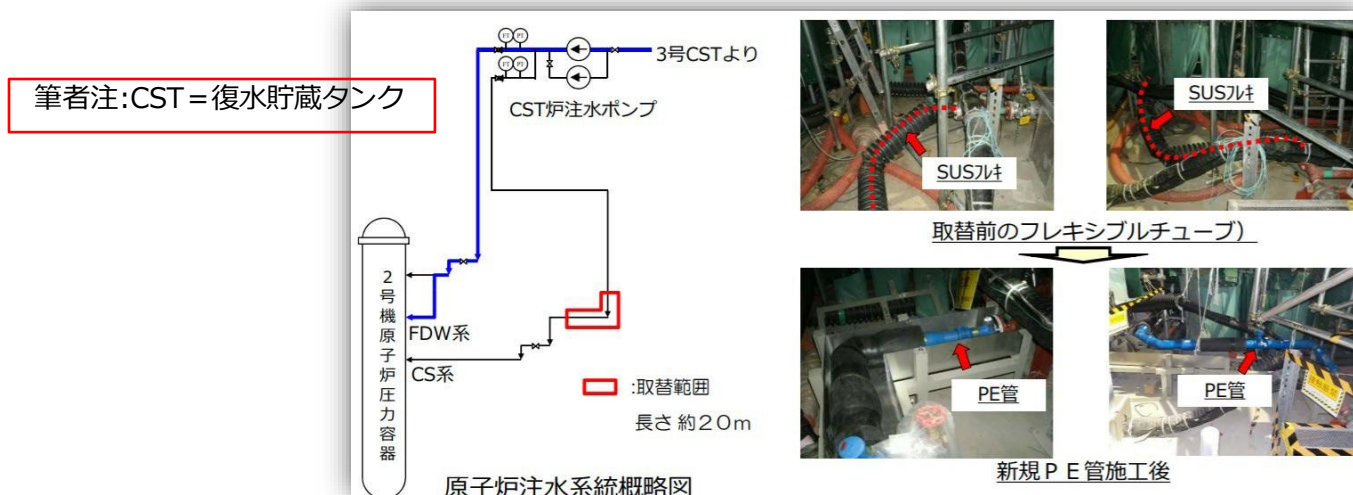 筆者注:CST＝復水貯蔵タンク
FT
PT
3号CSTより
FT
PT
CST炉注水ポンプ
2号機原子炉圧力容器
FDW系
CS系
:取替範囲
長さ 約20m
原子炉注水系統概略図
SUSﾌﾚｷ
SUSﾌﾚｷ
取替前のフレキシブルチューブ）
PE管
PE管
新規ＰＥ管施工後